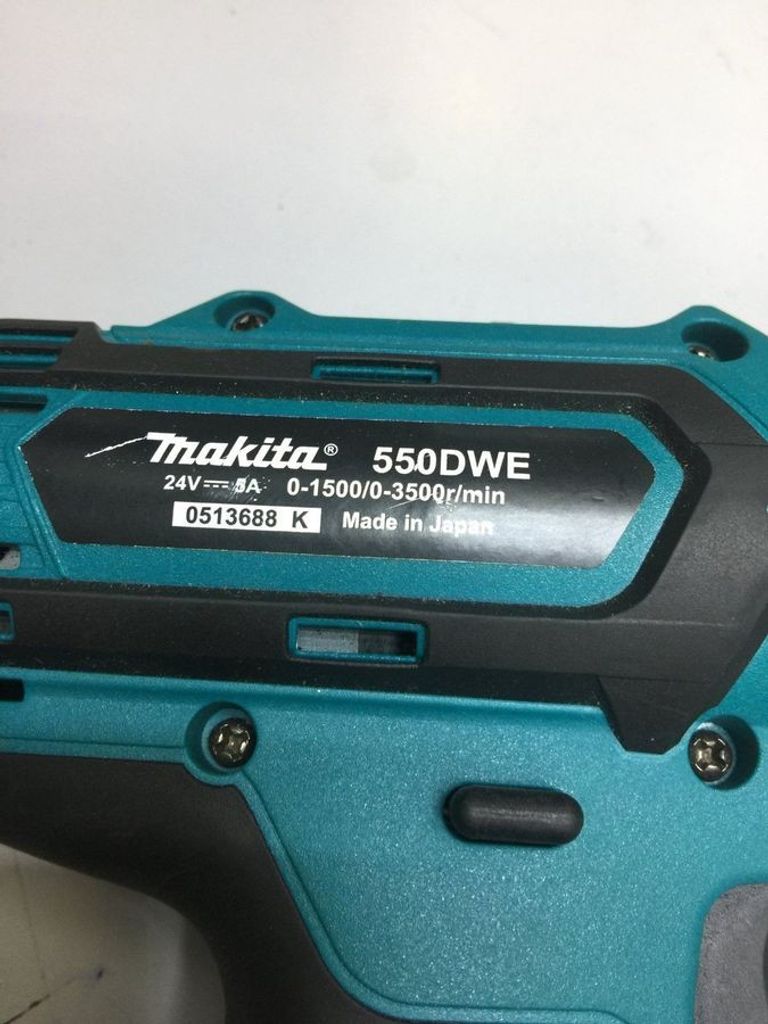 makita® 550DWE
24V⎓ 5A 0-1500/0-3500r/min
0513688 K Made in Japan